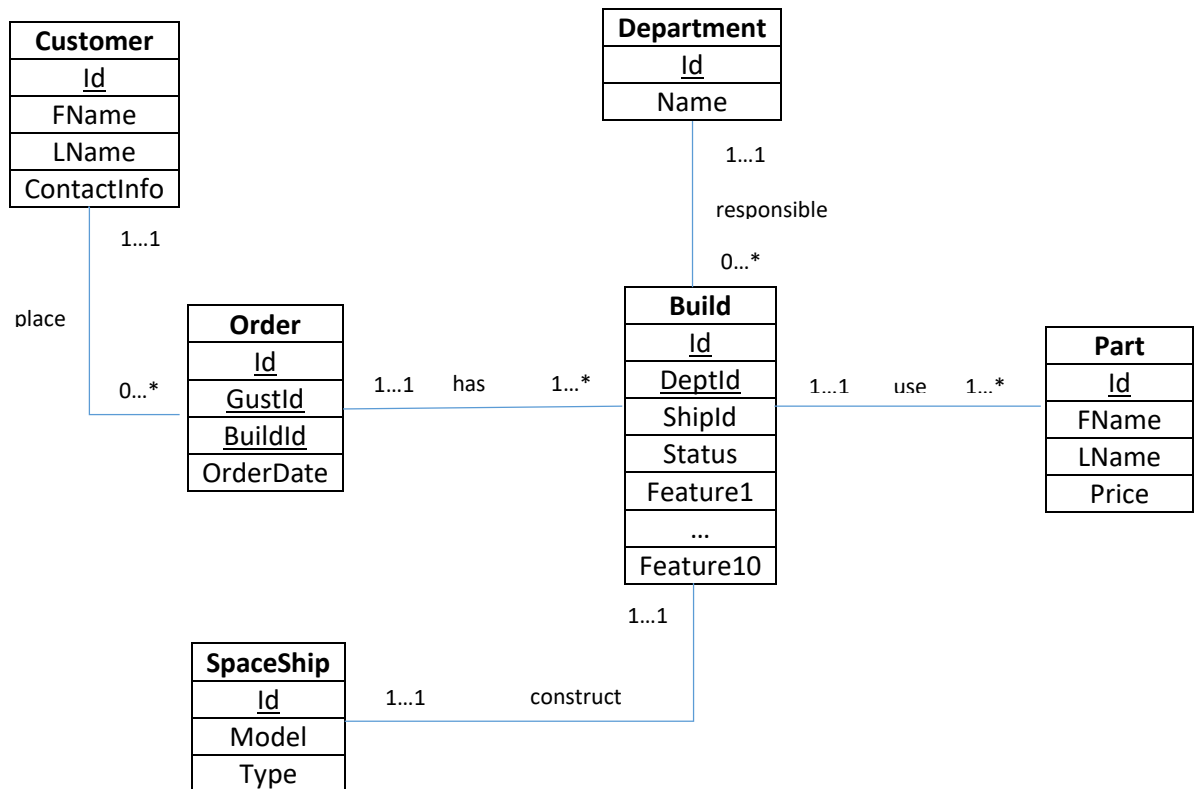 Customer
Id
FName
LName
ContactInfo
Department
Id
Name
1...1
responsible
0...*
1...1
place
0...*
Order
Id
GustId
BuildId
OrderDate
1...1 has 1...*
Build
Id
DeptId
ShipId
Status
Feature1
...
Feature10
1...1 use 1...*
Part
Id
FName
LName
Price
1...1
SpaceShip
Id
Model
Type
1...1 construct